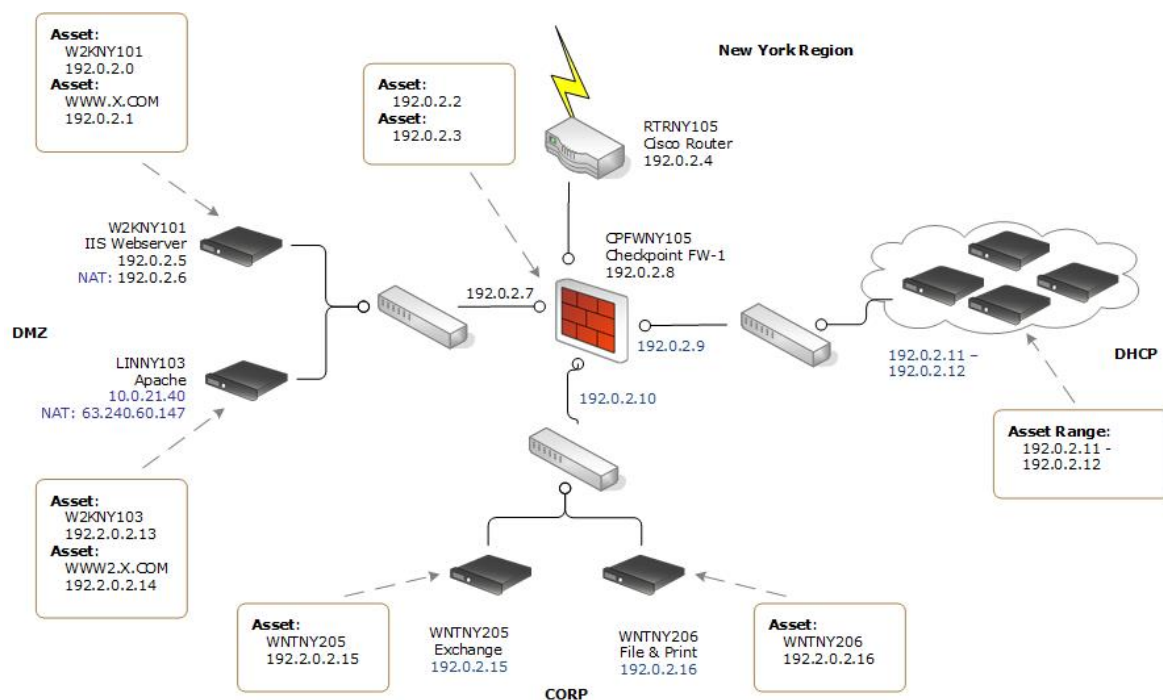 Asset:
W2KNY101
192.0.2.0
Asset:
WWW.X.COM
192.0.2.1
New York Region
Asset:
192.0.2.2
Asset:
192.0.2.3
RTRNY105
Cisco Router
192.0.2.4
W2KNY101
IIS Webserver
192.0.2.5
NAT: 192.0.2.6
CPFWNY105
Checkpoint FW-1
192.0.2.8
192.0.2.7
DMZ
192.0.2.9
192.0.2.11 –
192.0.2.12
DHCP
LINNY103
Apache
10.0.21.40
NAT: 63.240.60.147
192.0.2.10
Asset Range:
192.0.2.11 -
192.0.2.12
Asset:
W2KNY103
192.2.0.2.13
Asset:
WWW2.X.COM
192.2.0.2.14
Asset:
WNTNY205
192.2.0.2.15
WNTNY205
Exchange
192.0.2.15
WNTNY206
File & Print
192.0.2.16
Asset:
WNTNY206
192.2.0.2.16
CORP